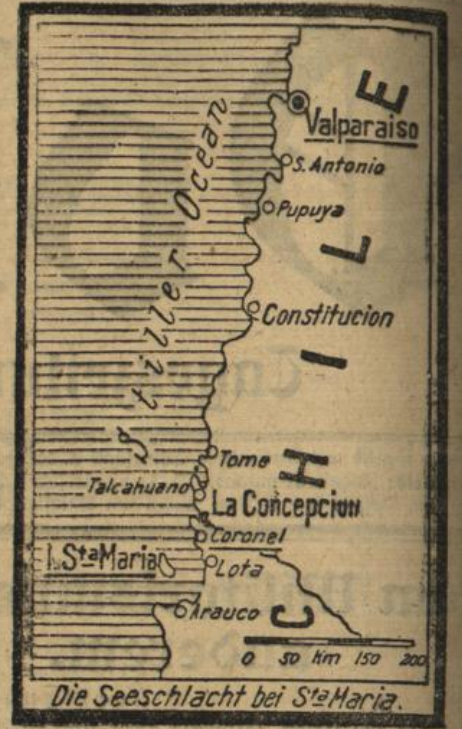 Valparaiso
S. Antonio
Pupuya
Stiller Ocean
Constitucion
CHILE
Tome
Talcahuano
La Concepcion
Coronel
I. Sta Maria
Lota
Arauco
0 50 km 150 200
Die Seeschlacht bei Sta Maria.